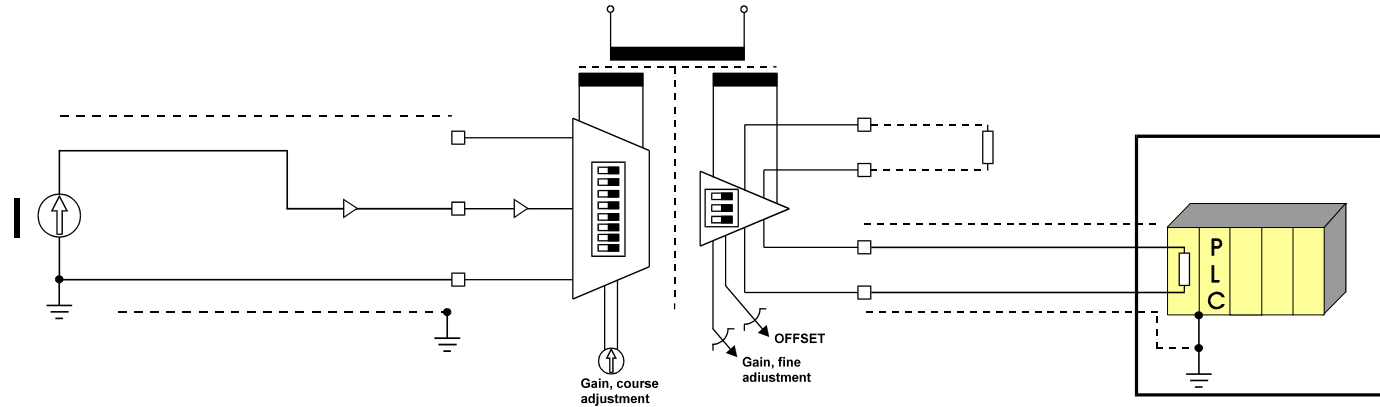 P
L
C
OFFSET
Gain, fine
adiustment
Gain, course
adjustment